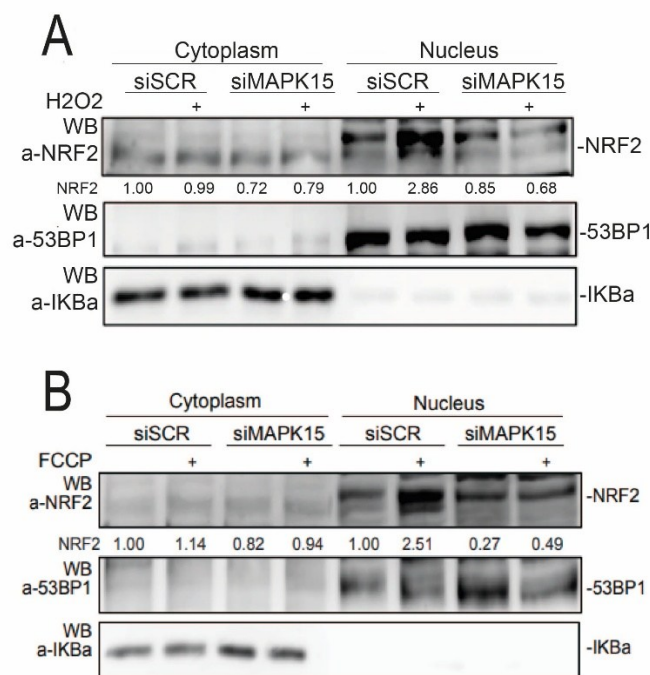 A
Cytoplasm Nucleus
siSCR siMAPK15 siSCR siMAPK15
H2O2 + + + +
WB
a-NRF2 -NRF2
NRF2 1.00 0.99 0.72 0.79 1.00 2.86 0.85 0.68
WB
a-53BP1 -53BP1
WB
a-IKBa -IKBa
B
Cytoplasm Nucleus
siSCR siMAPK15 siSCR siMAPK15
FCCP + + + +
WB
a-NRF2 -NRF2
NRF2 1.00 1.14 0.82 0.94 1.00 2.51 0.27 0.49
WB
a-53BP1 -53BP1
WB
a-IKBa -IKBa